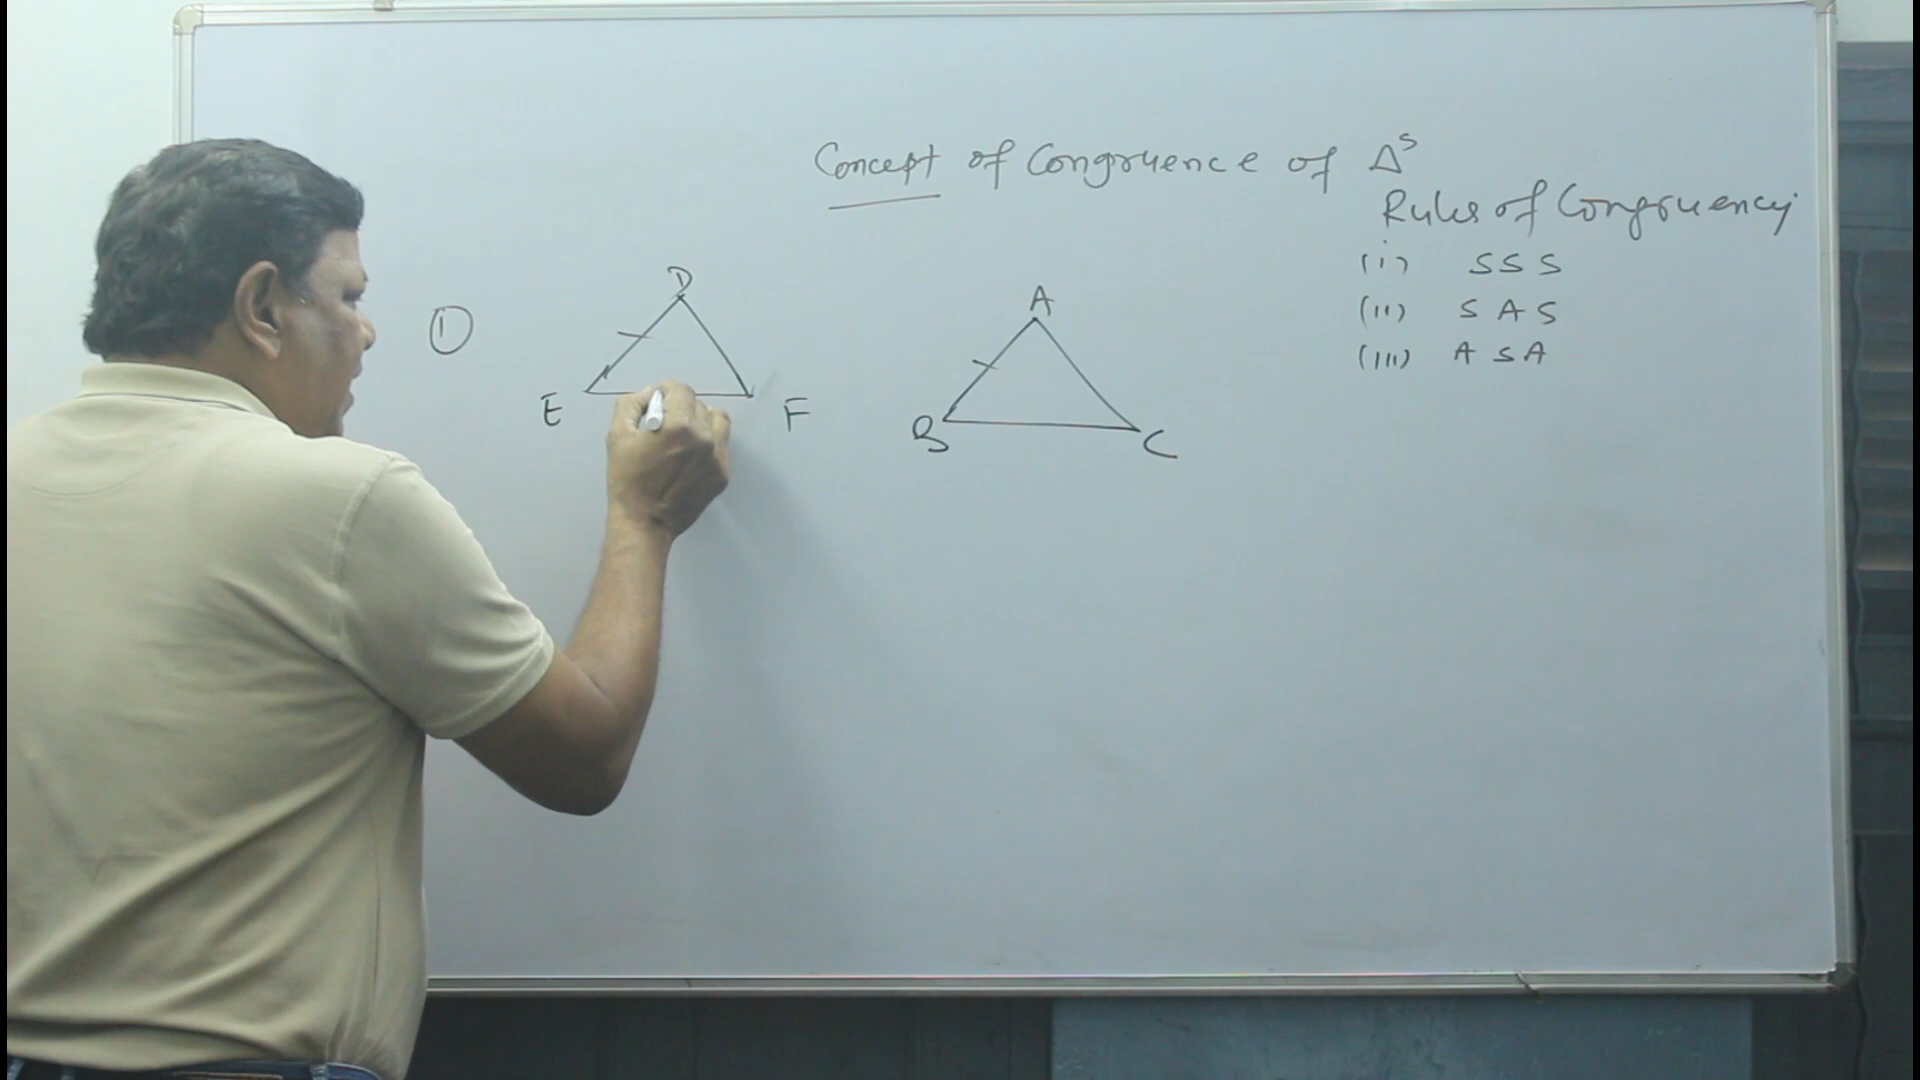 Concept of Congruence of Δs
Rules of Congruency
(i) SSS
(ii) SAS
(iii) ASA
①
D
E
F
A
B
C